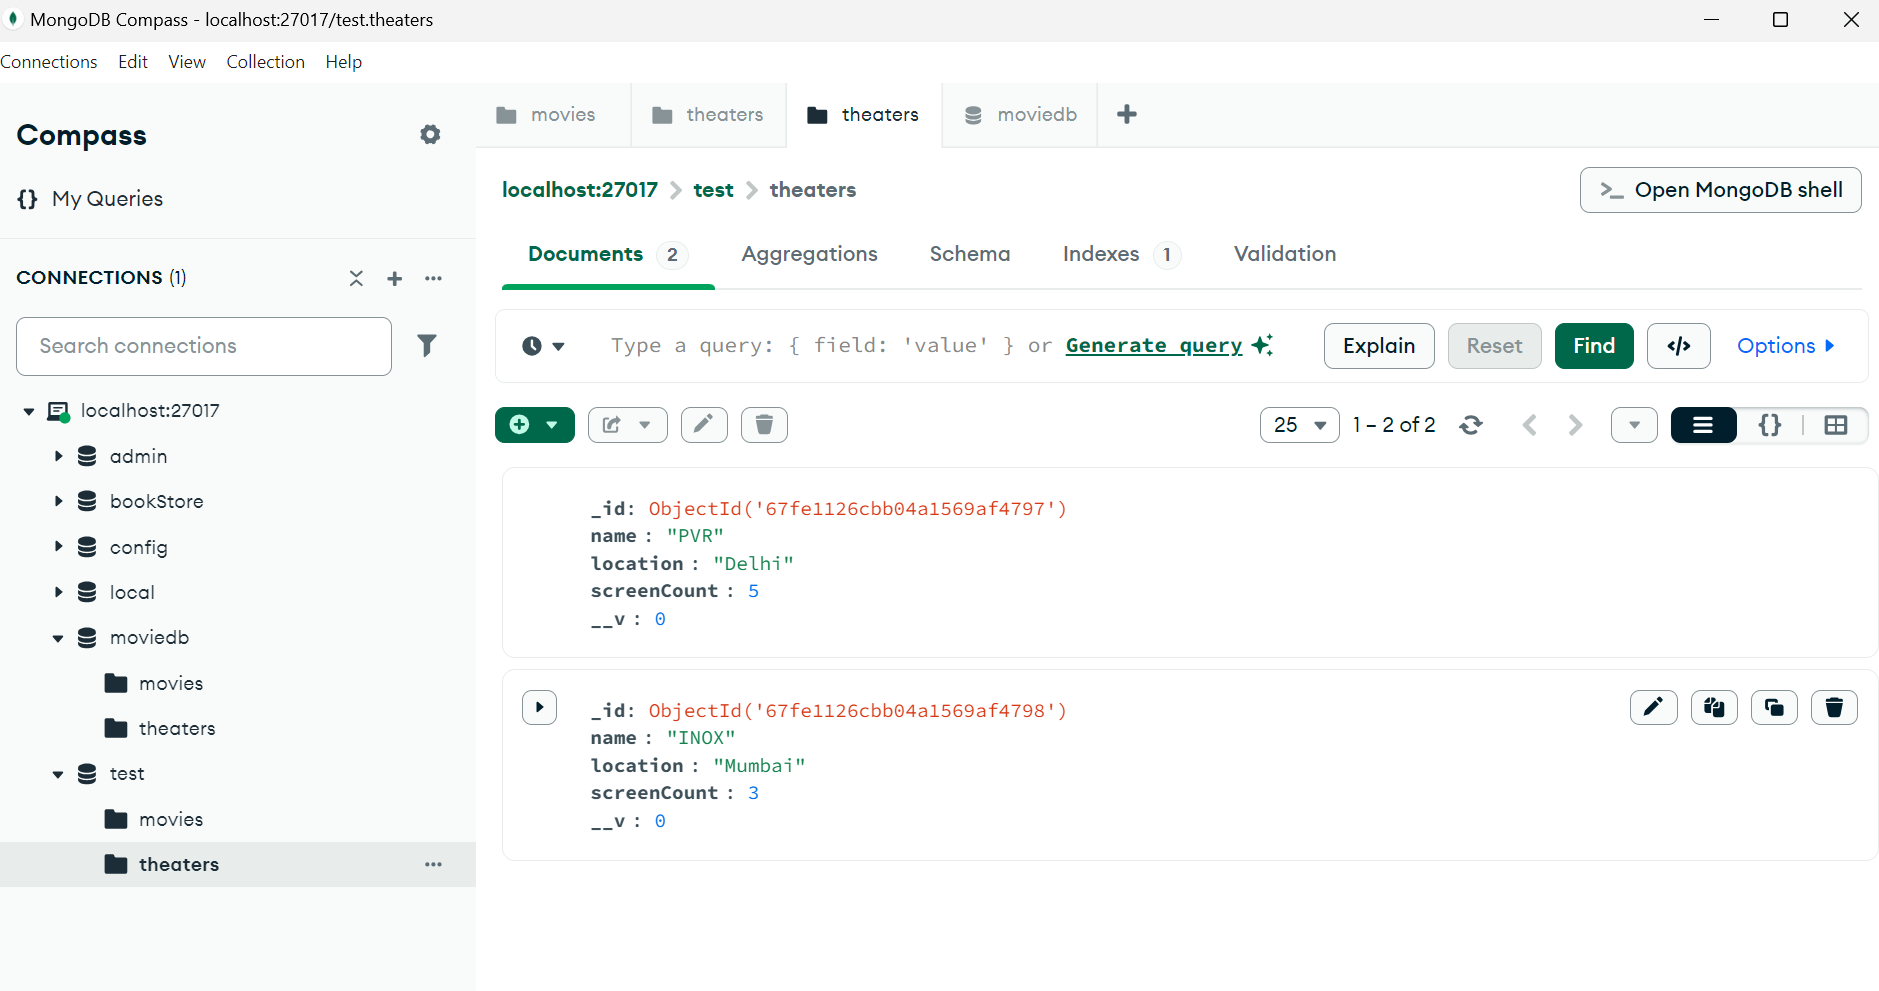 MongoDB Compass - localhost:27017/test.theaters
Connections Edit View Collection Help
Compass
{} My Queries
CONNECTIONS (1)
Search connections
localhost:27017
admin
bookStore
config
local
moviedb
movies
theaters
test
movies
theaters
movies theaters theaters moviedb
localhost:27017 > test > theaters
>_ Open MongoDB shell
Documents 2 Aggregations Schema Indexes 1 Validation
Type a query: { field: 'value' } or Generate query Explain Reset Find </> Options
25 1 – 2 of 2 {}
_id: ObjectId('67fe1126cbb04a1569af4797')
name : "PVR"
location : "Delhi"
screenCount : 5
__v : 0
_id: ObjectId('67fe1126cbb04a1569af4798')
name : "INOX"
location : "Mumbai"
screenCount : 3
__v : 0